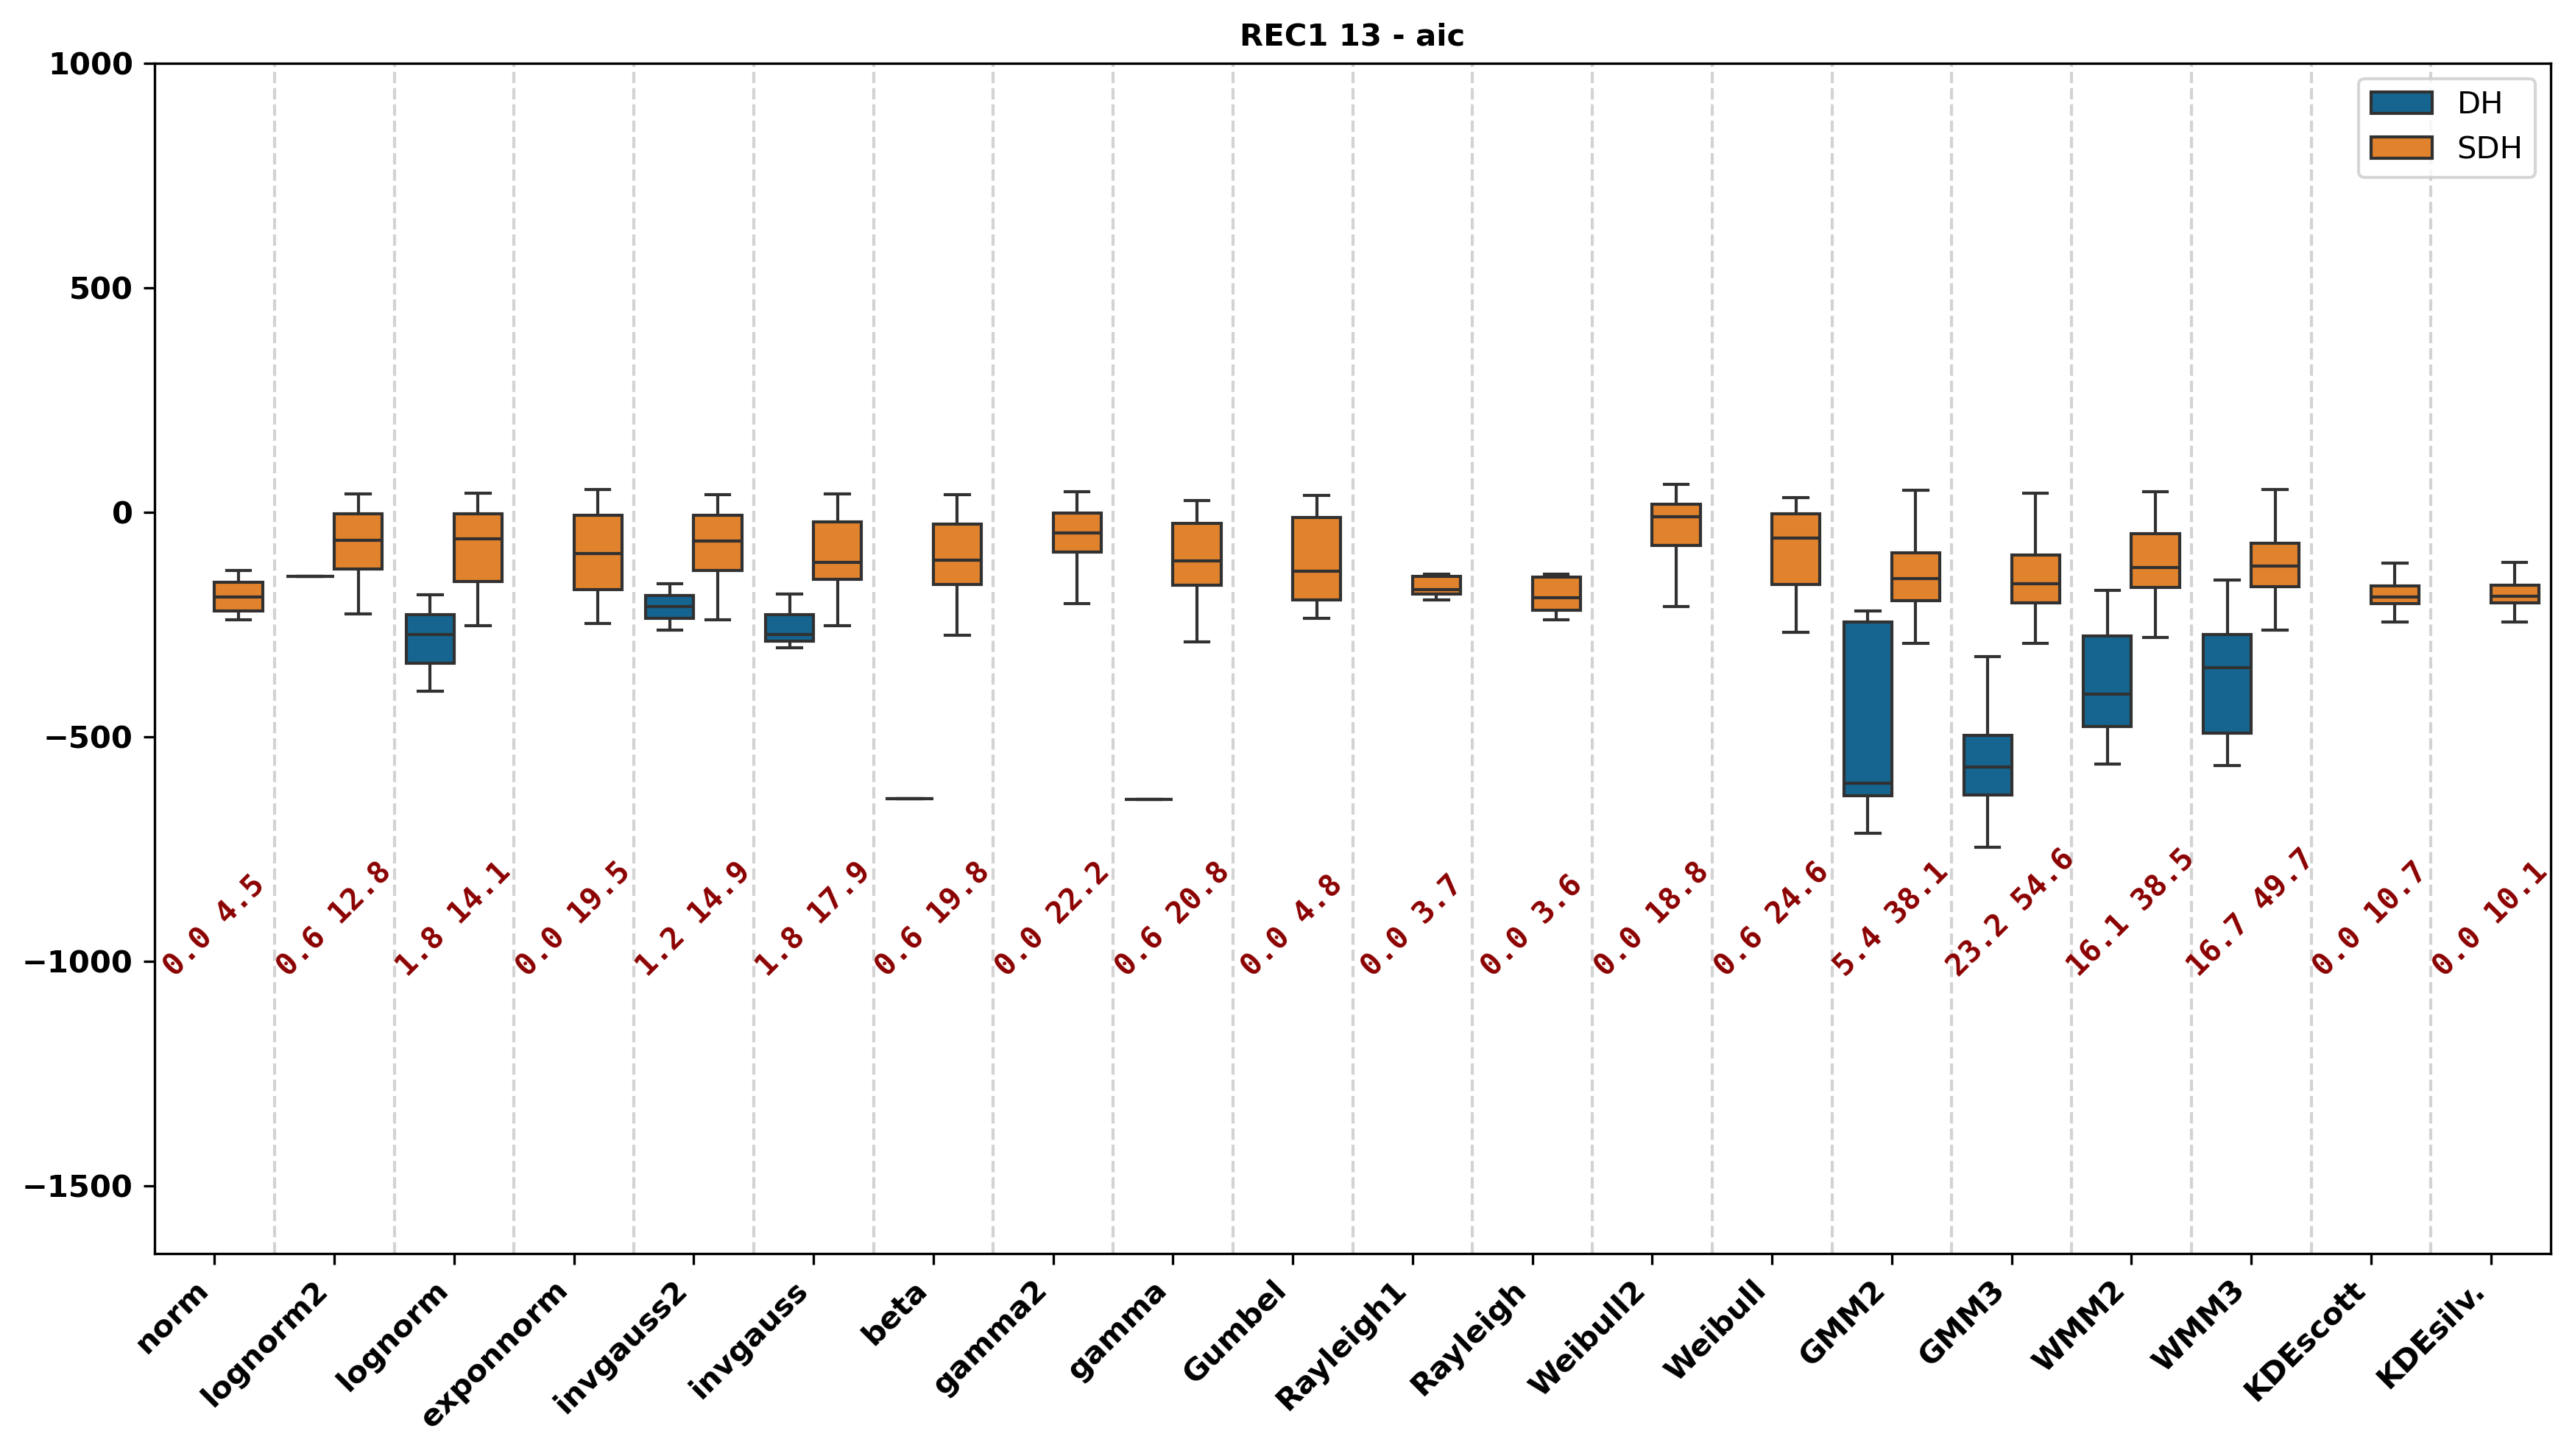 REC1 13 - aic
1000
500
0
−500
−1000
−1500
DH
SDH
0.0 4.5
0.6 12.8
1.8 14.1
0.0 19.5
1.2 14.9
1.8 17.9
0.6 19.8
0.0 22.2
0.6 20.8
0.0 4.8
0.0 3.7
0.0 3.6
0.0 18.8
0.6 24.6
5.4 38.1
23.2 54.6
16.1 38.5
16.7 49.7
0.0 10.7
0.0 10.1
norm
lognorm2
lognorm
exponnorm
invgauss2
invgauss
beta
gamma2
gamma
Gumbel
Rayleigh1
Rayleigh
Weibull2
Weibull
GMM2
GMM3
WMM2
WMM3
KDEscott
KDEsilv.